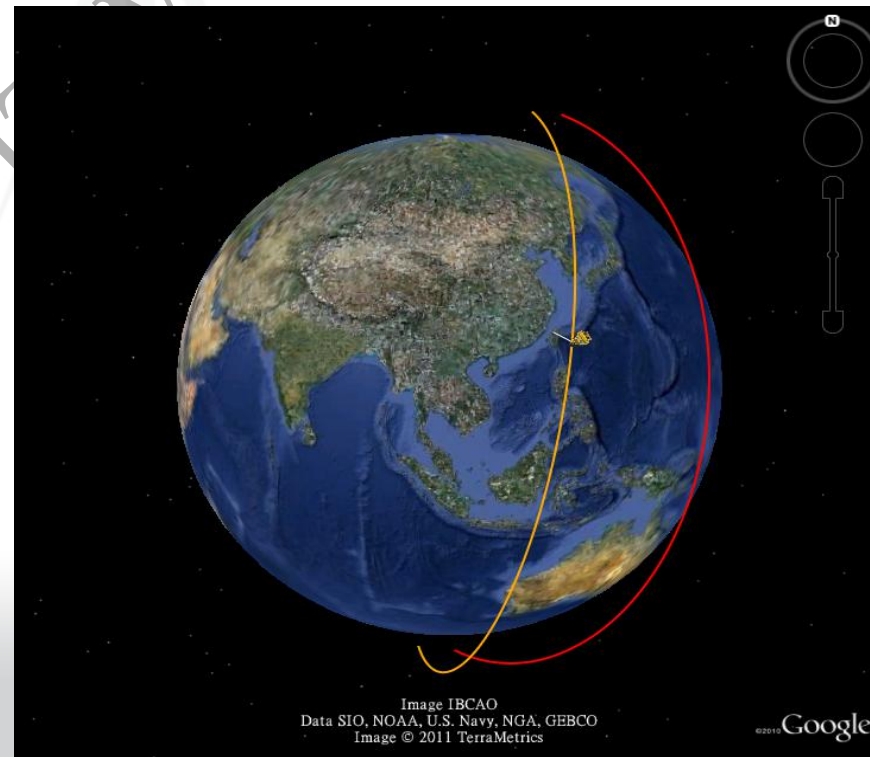 N
Image IBCAO
Data SIO, NOAA, U.S. Navy, NGA, GEBCO
Image © 2011 TerraMetrics
©2010 Google